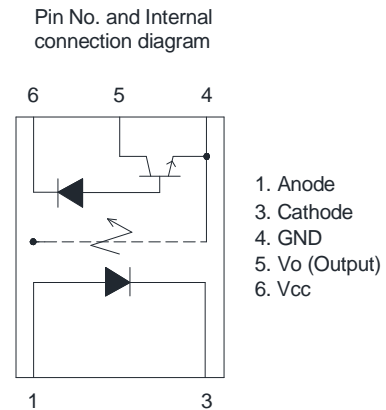 Pin No. and Internal
connection diagram
6 5 4
1. Anode
3. Cathode
4. GND
5. Vo (Output)
6. Vcc
1 3